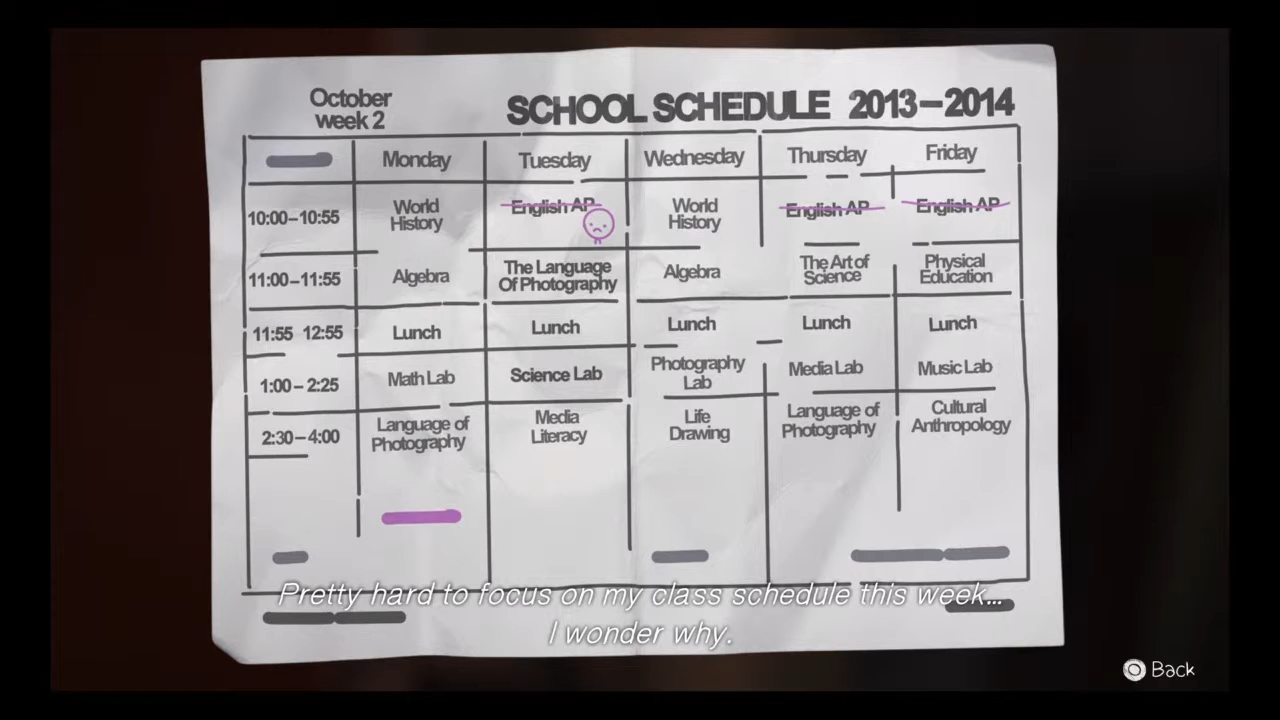 October
week 2
SCHOOL SCHEDULE 2013-2014
Monday
Tuesday
Wednesday
Thursday
Friday
10:00-10:55
World
History
English AP
World
History
English AP
English AP
11:00-11:55
Algebra
The Language
Of Photography
Algebra
The Art of
Science
Physical
Education
11:55 12:55
Lunch
Lunch
Lunch
Lunch
Lunch
1:00 - 2:25
Math Lab
Science Lab
Photography
Lab
Media Lab
Music Lab
2:30-4:00
Language of
Photography
Media
Literacy
Life
Drawing
Language of
Photography
Cultural
Anthropology
Pretty hard to focus on my class schedule this week...
I wonder why.
Back